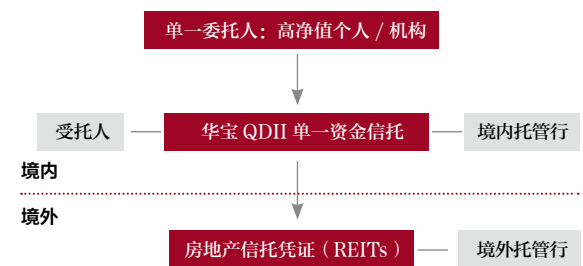 单一委托人：高净值个人 / 机构
受托人
华宝 QDII 单一资金信托
境内托管行
境内
境外
房地产信托凭证（REITs）
境外托管行